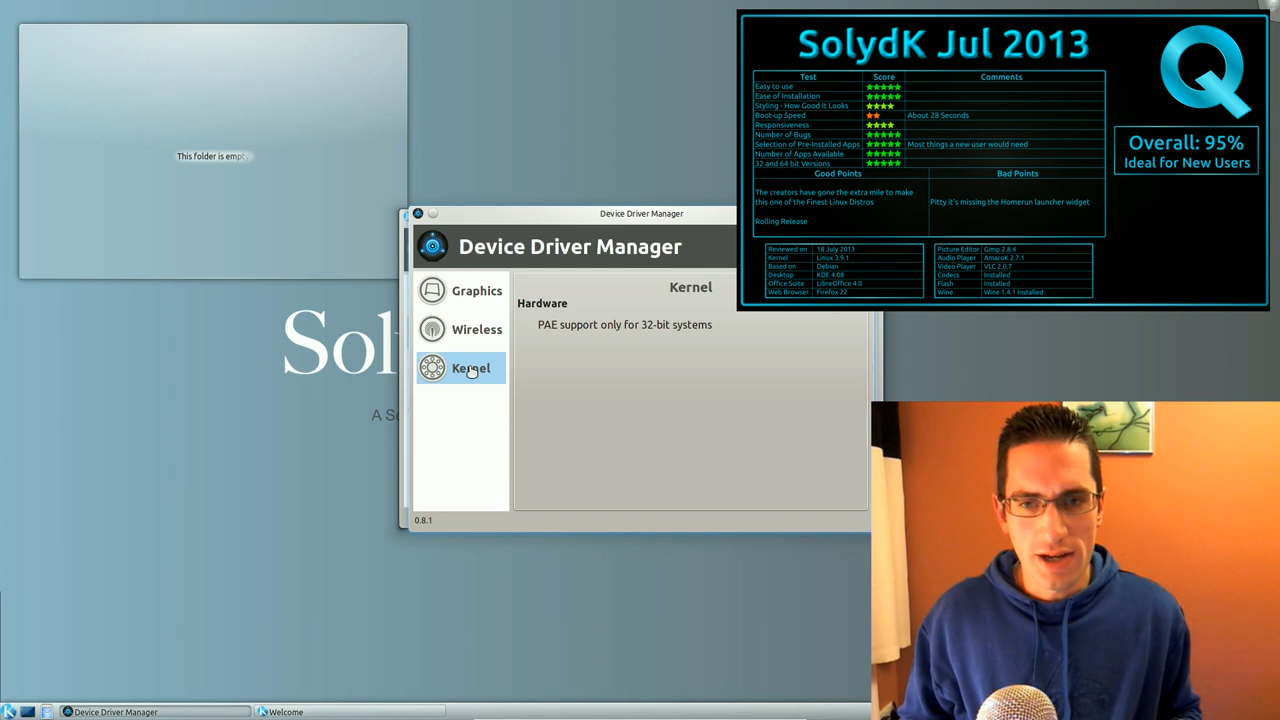 This folder is empty
Sol
A So
Device Driver Manager
Device Driver Manager
Graphics
Wireless
Kernel
Kernel
Hardware
PAE support only for 32-bit systems
0.8.1
SolydK Jul 2013
Q
Overall: 95%
Ideal for New Users
Test Score Comments
Easy to use
Ease of Installation
Styling - How Good It Looks
Boot-up Speed About 28 Seconds
Responsiveness
Number of Bugs
Selection of Pre-Installed Apps Most things a new user would need
Number of Apps Available
32 and 64 bit Versions
Good Points Bad Points
The creators have gone the extra mile to make
this one of the Finest Linux Distros
Rolling Release
Pitty it's missing the Homerun launcher widget
Reviewed on 18 July 2013
Kernel Linux 3.9.1
Based on Debian
Desktop KDE 4.08
Office Suite LibreOffice 4.0
Web Browser Firefox 22
Picture Editor Gimp 2.8.4
Audio Player AmaroK 2.7.1
Video Player VLC 2.0.7
Codecs Installed
Flash Installed
Wine Wine 1.4.1 Installed
Device Driver Manager
Welcome